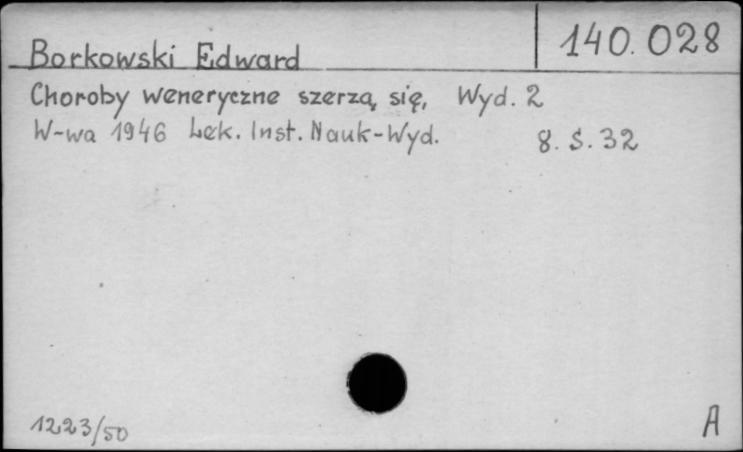 Borkowski Edward 140.028
Choroby weneryczne szerzą się, Wyd. 2
W-wa 1946 Lek. Inst. Nauk-Wyd. 8. S. 32
1223/50 A